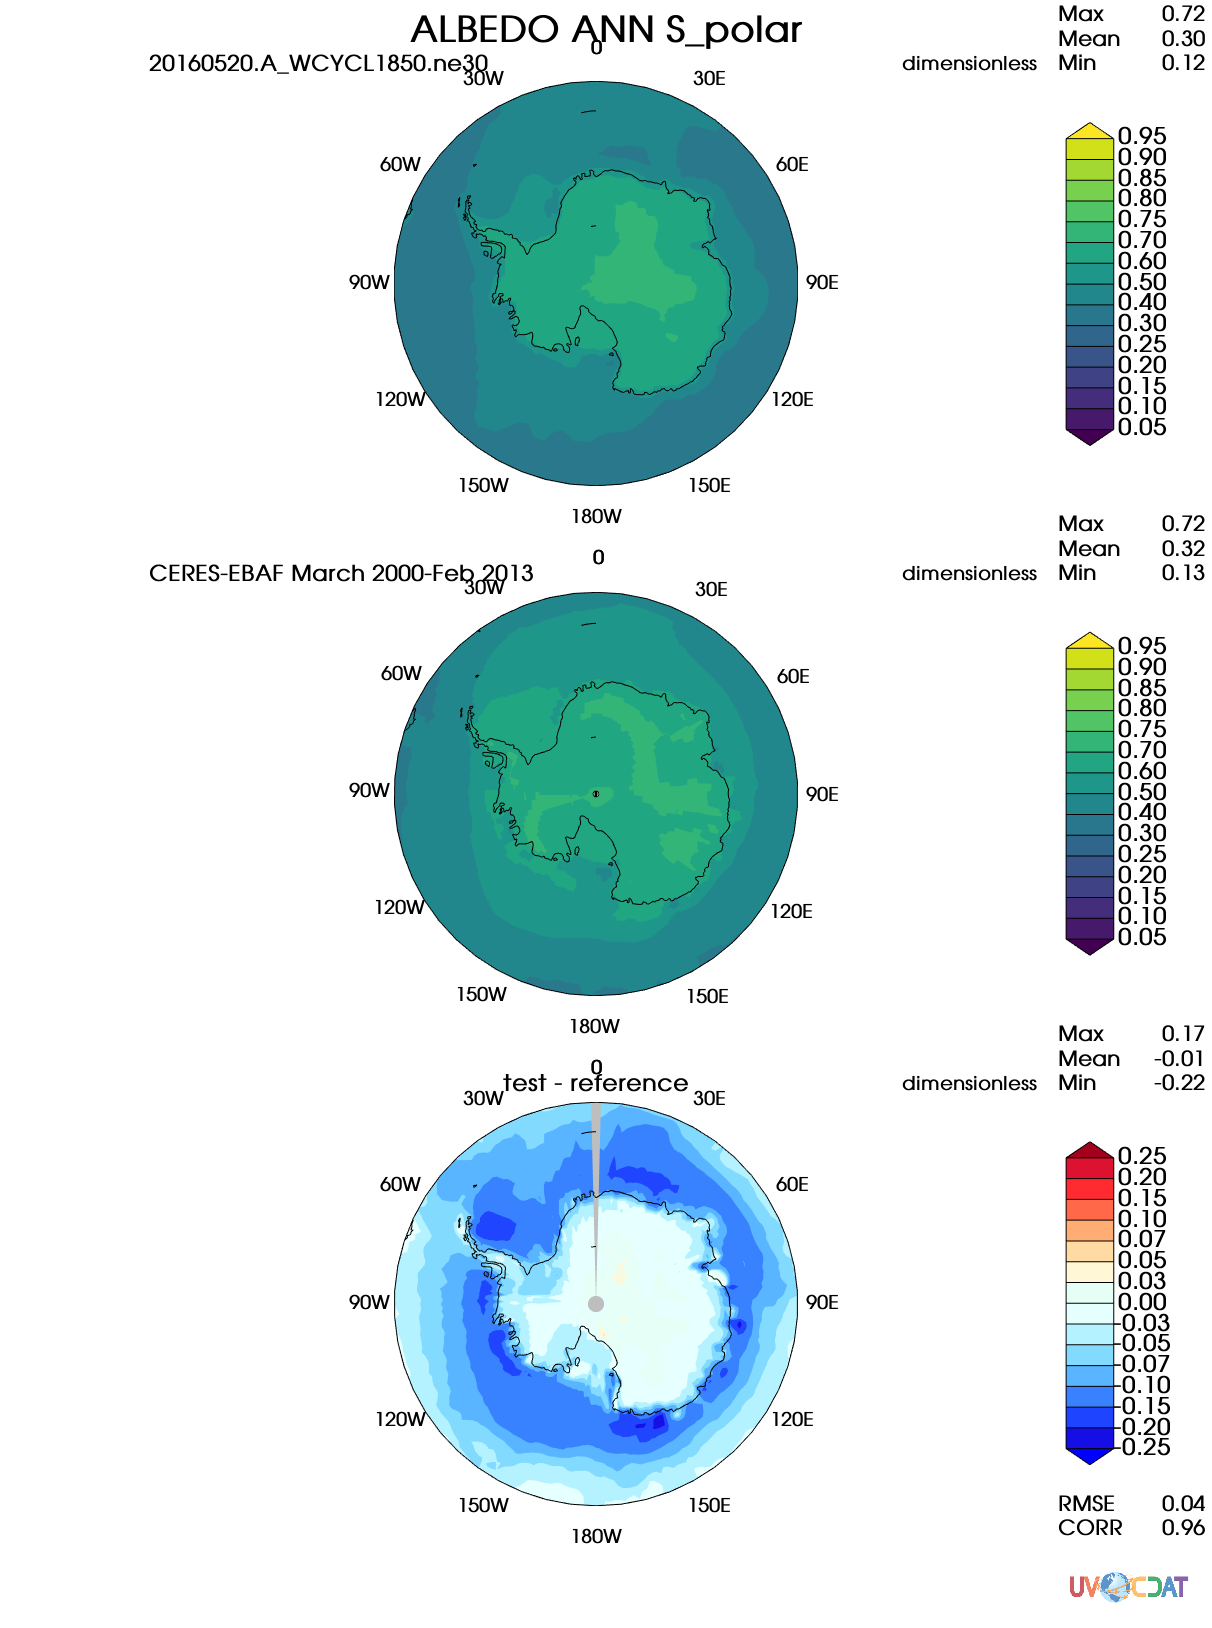 ALBEDO ANN S_polar
Max 0.72
Mean 0.30
Min 0.12
20160520.A_WCYCL1850.ne30
dimensionless
0
30W
30E
60W
60E
90W
90E
120W
120E
150W
150E
180W
0.95
0.90
0.85
0.80
0.75
0.70
0.60
0.50
0.40
0.30
0.25
0.20
0.15
0.10
0.05
Max 0.72
Mean 0.32
Min 0.13
CERES-EBAF March 2000-Feb 2013
dimensionless
0
30W
30E
60W
60E
90W
90E
120W
120E
150W
150E
180W
0.95
0.90
0.85
0.80
0.75
0.70
0.60
0.50
0.40
0.30
0.25
0.20
0.15
0.10
0.05
Max 0.17
Mean -0.01
Min -0.22
test - reference
dimensionless
0
30W
30E
60W
60E
90W
90E
120W
120E
150W
150E
180W
0.25
0.20
0.15
0.10
0.07
0.05
0.03
0.00
-0.03
-0.05
-0.07
-0.10
-0.15
-0.20
-0.25
RMSE 0.04
CORR 0.96
UV CDAT